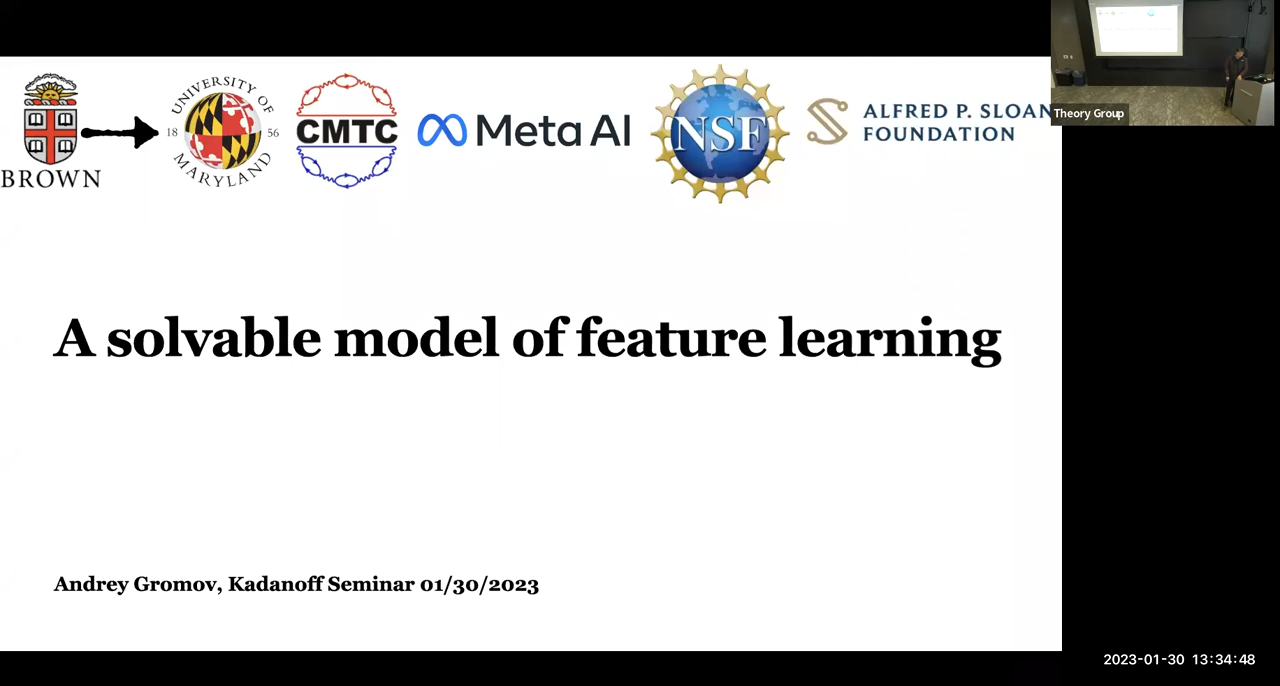 BROWN
UNIVERSITY OF
18 56
MARYLAND
CMTC
Meta AI
NSF
ALFRED P. SLOAN
FOUNDATION
Theory Group
A solvable model of feature learning
Andrey Gromov, Kadanoff Seminar 01/30/2023
2023-01-30 13:34:48